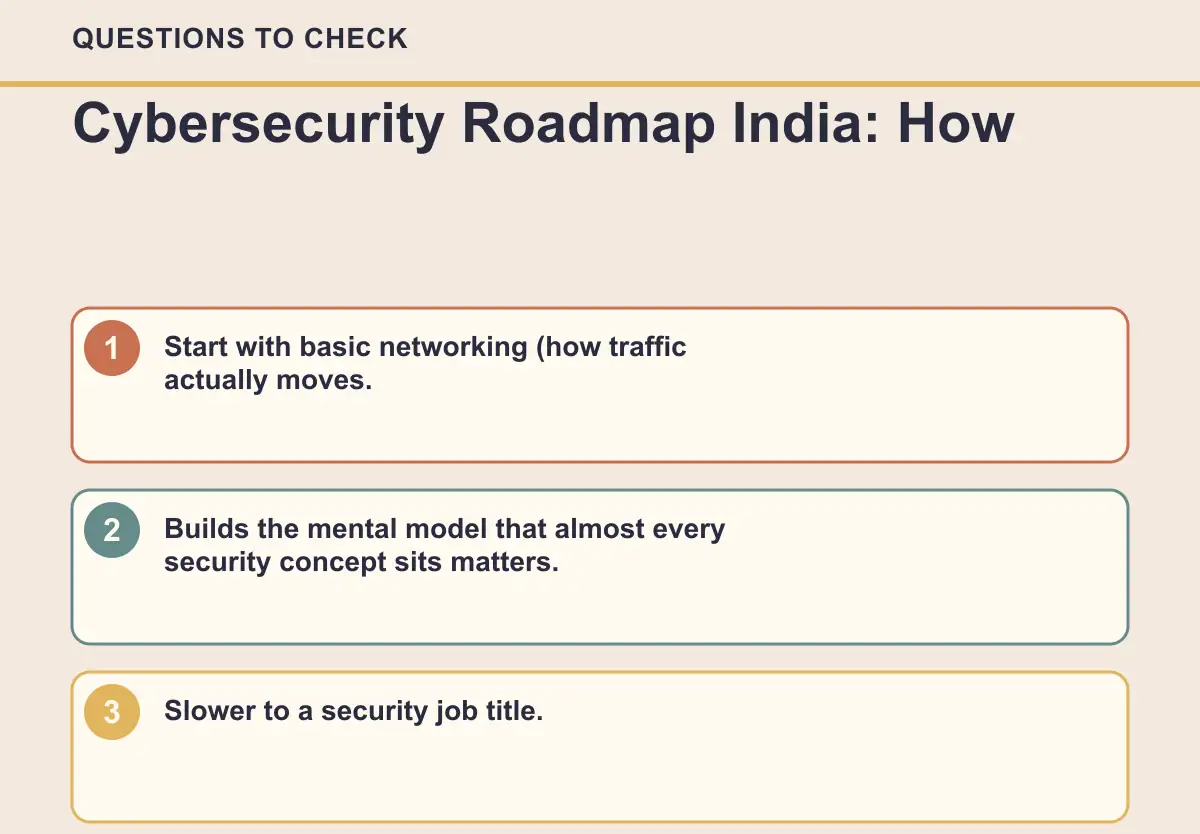 QUESTIONS TO CHECK
Cybersecurity Roadmap India: How
1
Start with basic networking (how traffic
actually moves.
2
Builds the mental model that almost every
security concept sits matters.
3
Slower to a security job title.